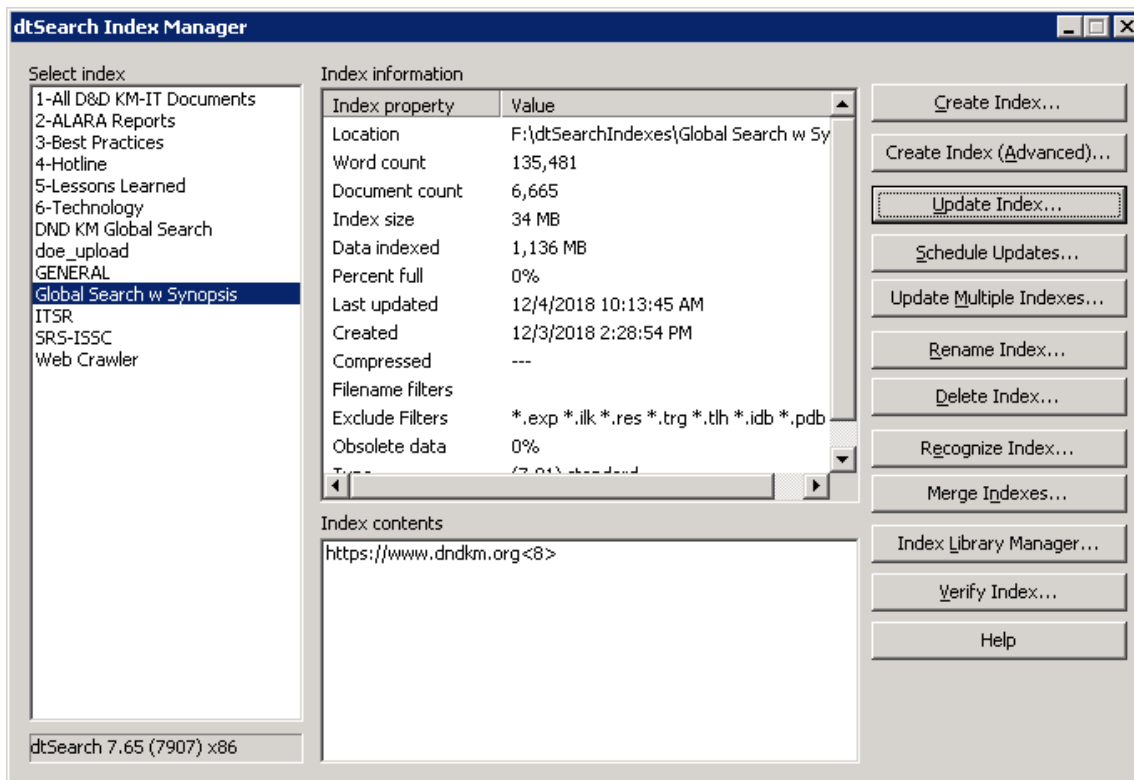 dtSearch Index Manager
Select index
1-All D&D KM-IT Documents
2-ALARA Reports
3-Best Practices
4-Hotline
5-Lessons Learned
6-Technology
DND KM Global Search
doe_upload
GENERAL
Global Search w Synopsis
ITSR
SRS-ISSC
Web Crawler
dtSearch 7.65 (7907) x86
Index information
Index property Value
Location F:\dtSearchIndexes\Global Search w Sy
Word count 135,481
Document count 6,665
Index size 34 MB
Data indexed 1,136 MB
Percent full 0%
Last updated 12/4/2018 10:13:45 AM
Created 12/3/2018 2:28:54 PM
Compressed ---
Filename filters
Exclude Filters *.exp *.ilk *.res *.trg *.tlh *.idb *.pdb
Obsolete data 0%
Type (7.01) standard
Index contents
https://www.dndkm.org<8>
Create Index...
Create Index (Advanced)...
Update Index...
Schedule Updates...
Update Multiple Indexes...
Rename Index...
Delete Index...
Recognize Index...
Merge Indexes...
Index Library Manager...
Verify Index...
Help